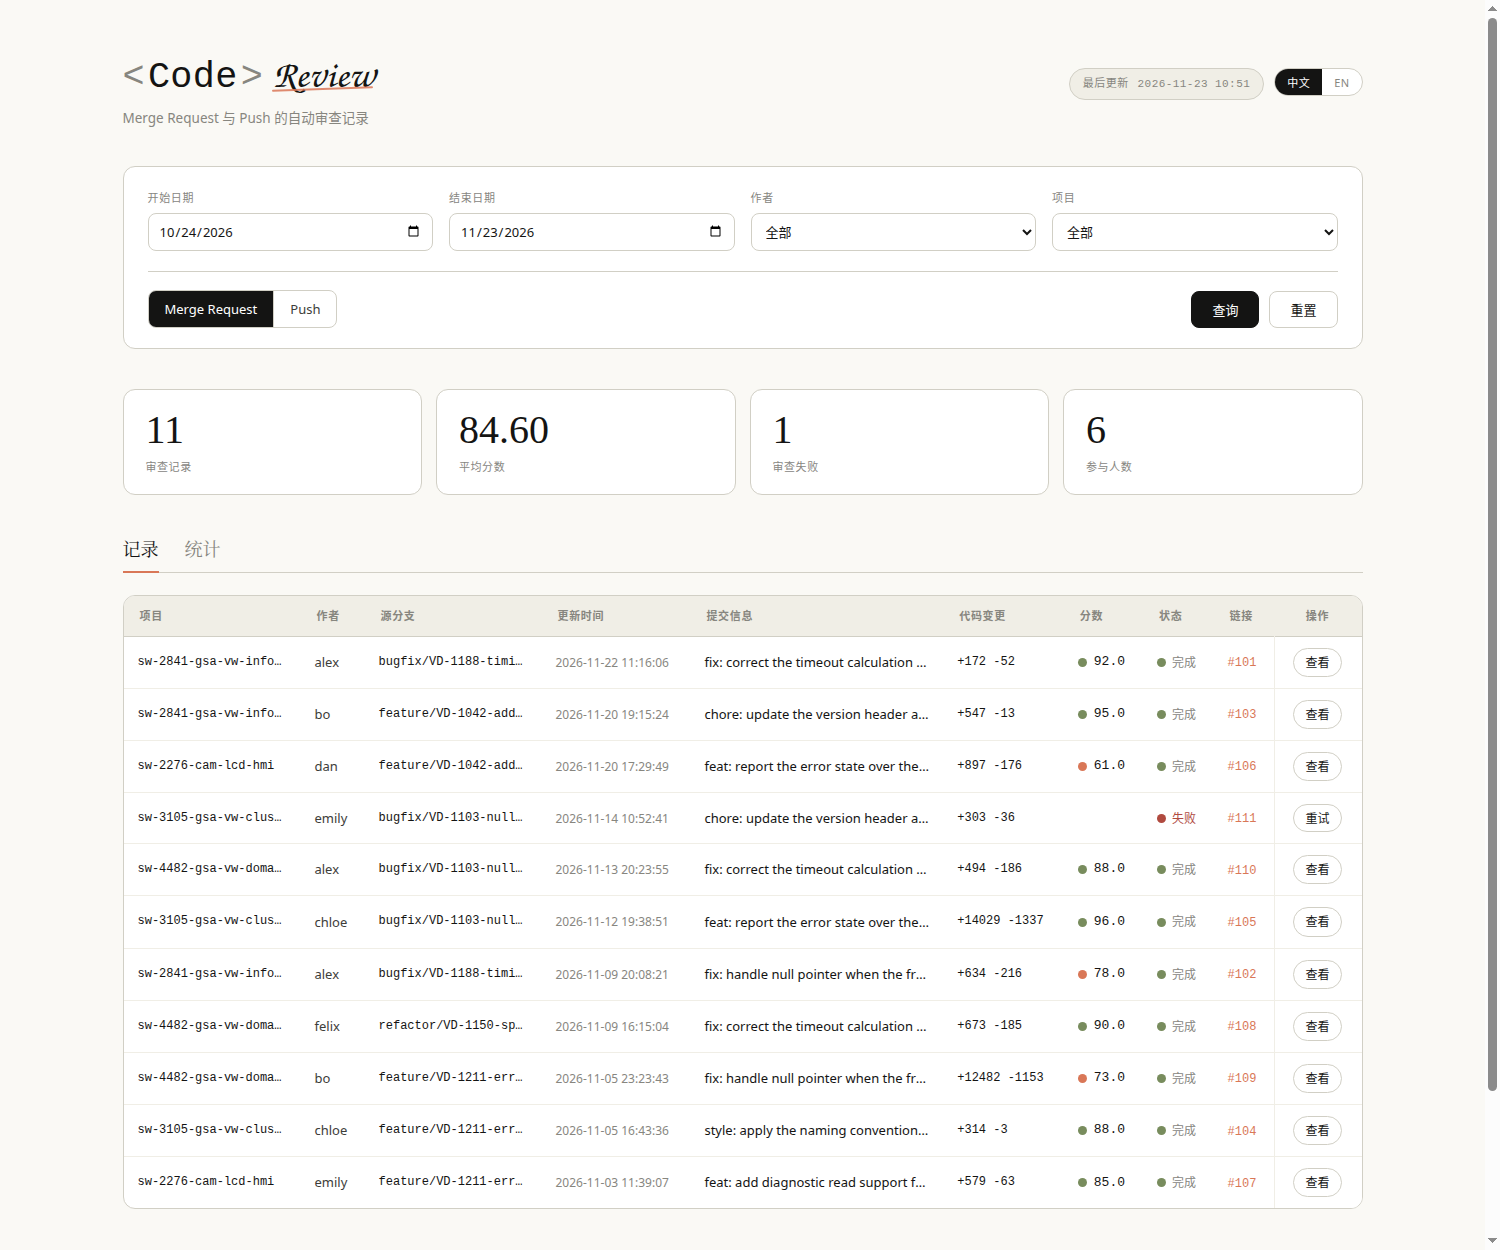 <Code> Review
最后更新 2026-11-23 10:51 中文 EN
Merge Request 与 Push 的自动审查记录
开始日期 结束日期 作者 项目
10/24/2026 11/23/2026 全部 全部
Merge Request Push 查询 重置
11 84.60 1 6
审查记录 平均分数 审查失败 参与人数
记录 统计
项目 作者 源分支 更新时间 提交信息 代码变更 分数 状态 链接 操作
sw-2841-gsa-vw-info… alex bugfix/VD-1188-timi… 2026-11-22 11:16:06 fix: correct the timeout calculation … +172 -52 92.0 完成 #101 查看
sw-2841-gsa-vw-info… bo feature/VD-1042-add… 2026-11-20 19:15:24 chore: update the version header a… +547 -13 95.0 完成 #103 查看
sw-2276-cam-lcd-hmi dan feature/VD-1042-add… 2026-11-20 17:29:49 feat: report the error state over the… +897 -176 61.0 完成 #106 查看
sw-3105-gsa-vw-clus… emily bugfix/VD-1103-null… 2026-11-14 10:52:41 chore: update the version header a… +303 -36 失败 #111 重试
sw-4482-gsa-vw-doma… alex bugfix/VD-1103-null… 2026-11-13 20:23:55 fix: correct the timeout calculation … +494 -186 88.0 完成 #110 查看
sw-3105-gsa-vw-clus… chloe bugfix/VD-1103-null… 2026-11-12 19:38:51 feat: report the error state over the… +14029 -1337 96.0 完成 #105 查看
sw-2841-gsa-vw-info… alex bugfix/VD-1188-timi… 2026-11-09 20:08:21 fix: handle null pointer when the fr… +634 -216 78.0 完成 #102 查看
sw-4482-gsa-vw-doma… felix refactor/VD-1150-sp… 2026-11-09 16:15:04 fix: correct the timeout calculation … +673 -185 90.0 完成 #108 查看
sw-4482-gsa-vw-doma… bo feature/VD-1211-err… 2026-11-05 23:23:43 fix: handle null pointer when the fr… +12482 -1153 73.0 完成 #109 查看
sw-3105-gsa-vw-clus… chloe feature/VD-1211-err… 2026-11-05 16:43:36 style: apply the naming convention… +314 -3 88.0 完成 #104 查看
sw-2276-cam-lcd-hmi emily feature/VD-1211-err… 2026-11-03 11:39:07 feat: add diagnostic read support f… +579 -63 85.0 完成 #107 查看